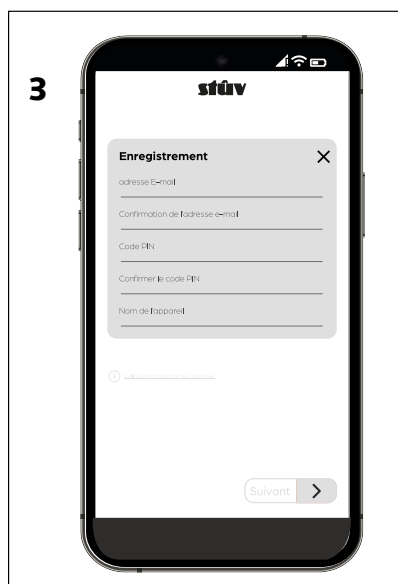 3
stûv
Enregistrement
adresse E-mail
Confirmation de l'adresse e-mail
Code PIN
Confirmer le code PIN
Nom de l'appareil
Suivant